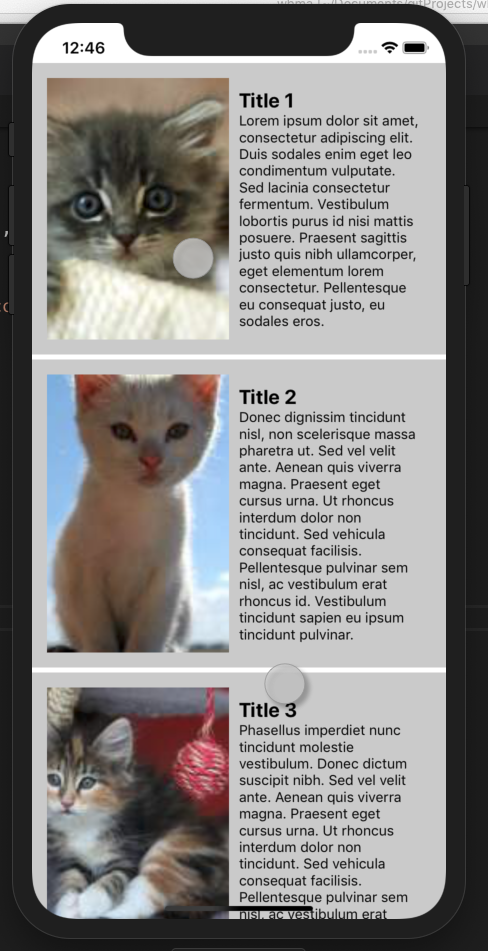 12:46
Title 1
Lorem ipsum dolor sit amet,
consectetur adipiscing elit.
Duis sodales enim eget leo
condimentum vulputate.
Sed lacinia consectetur
fermentum. Vestibulum
lobortis purus id nisi mattis
posuere. Praesent sagittis
justo quis nibh ullamcorper,
eget elementum lorem
consectetur. Pellentesque
eu consequat justo, eu
sodales eros.
Title 2
Donec dignissim tincidunt
nisl, non scelerisque massa
pharetra ut. Sed vel velit
ante. Aenean quis viverra
magna. Praesent eget
cursus urna. Ut rhoncus
interdum dolor non
tincidunt. Sed vehicula
consequat facilisis.
Pellentesque pulvinar sem
nisl, ac vestibulum erat
rhoncus id. Vestibulum
tincidunt sapien eu ipsum
tincidunt pulvinar.
Title 3
Phasellus imperdiet nunc
tincidunt molestie
vestibulum. Donec dictum
suscipit nibh. Sed vel velit
ante. Aenean quis viverra
magna. Praesent eget
cursus urna. Ut rhoncus
interdum dolor non
tincidunt. Sed vehicula
consequat facilisis.
Pellentesque pulvinar sem
nisl, ac vestibulum erat